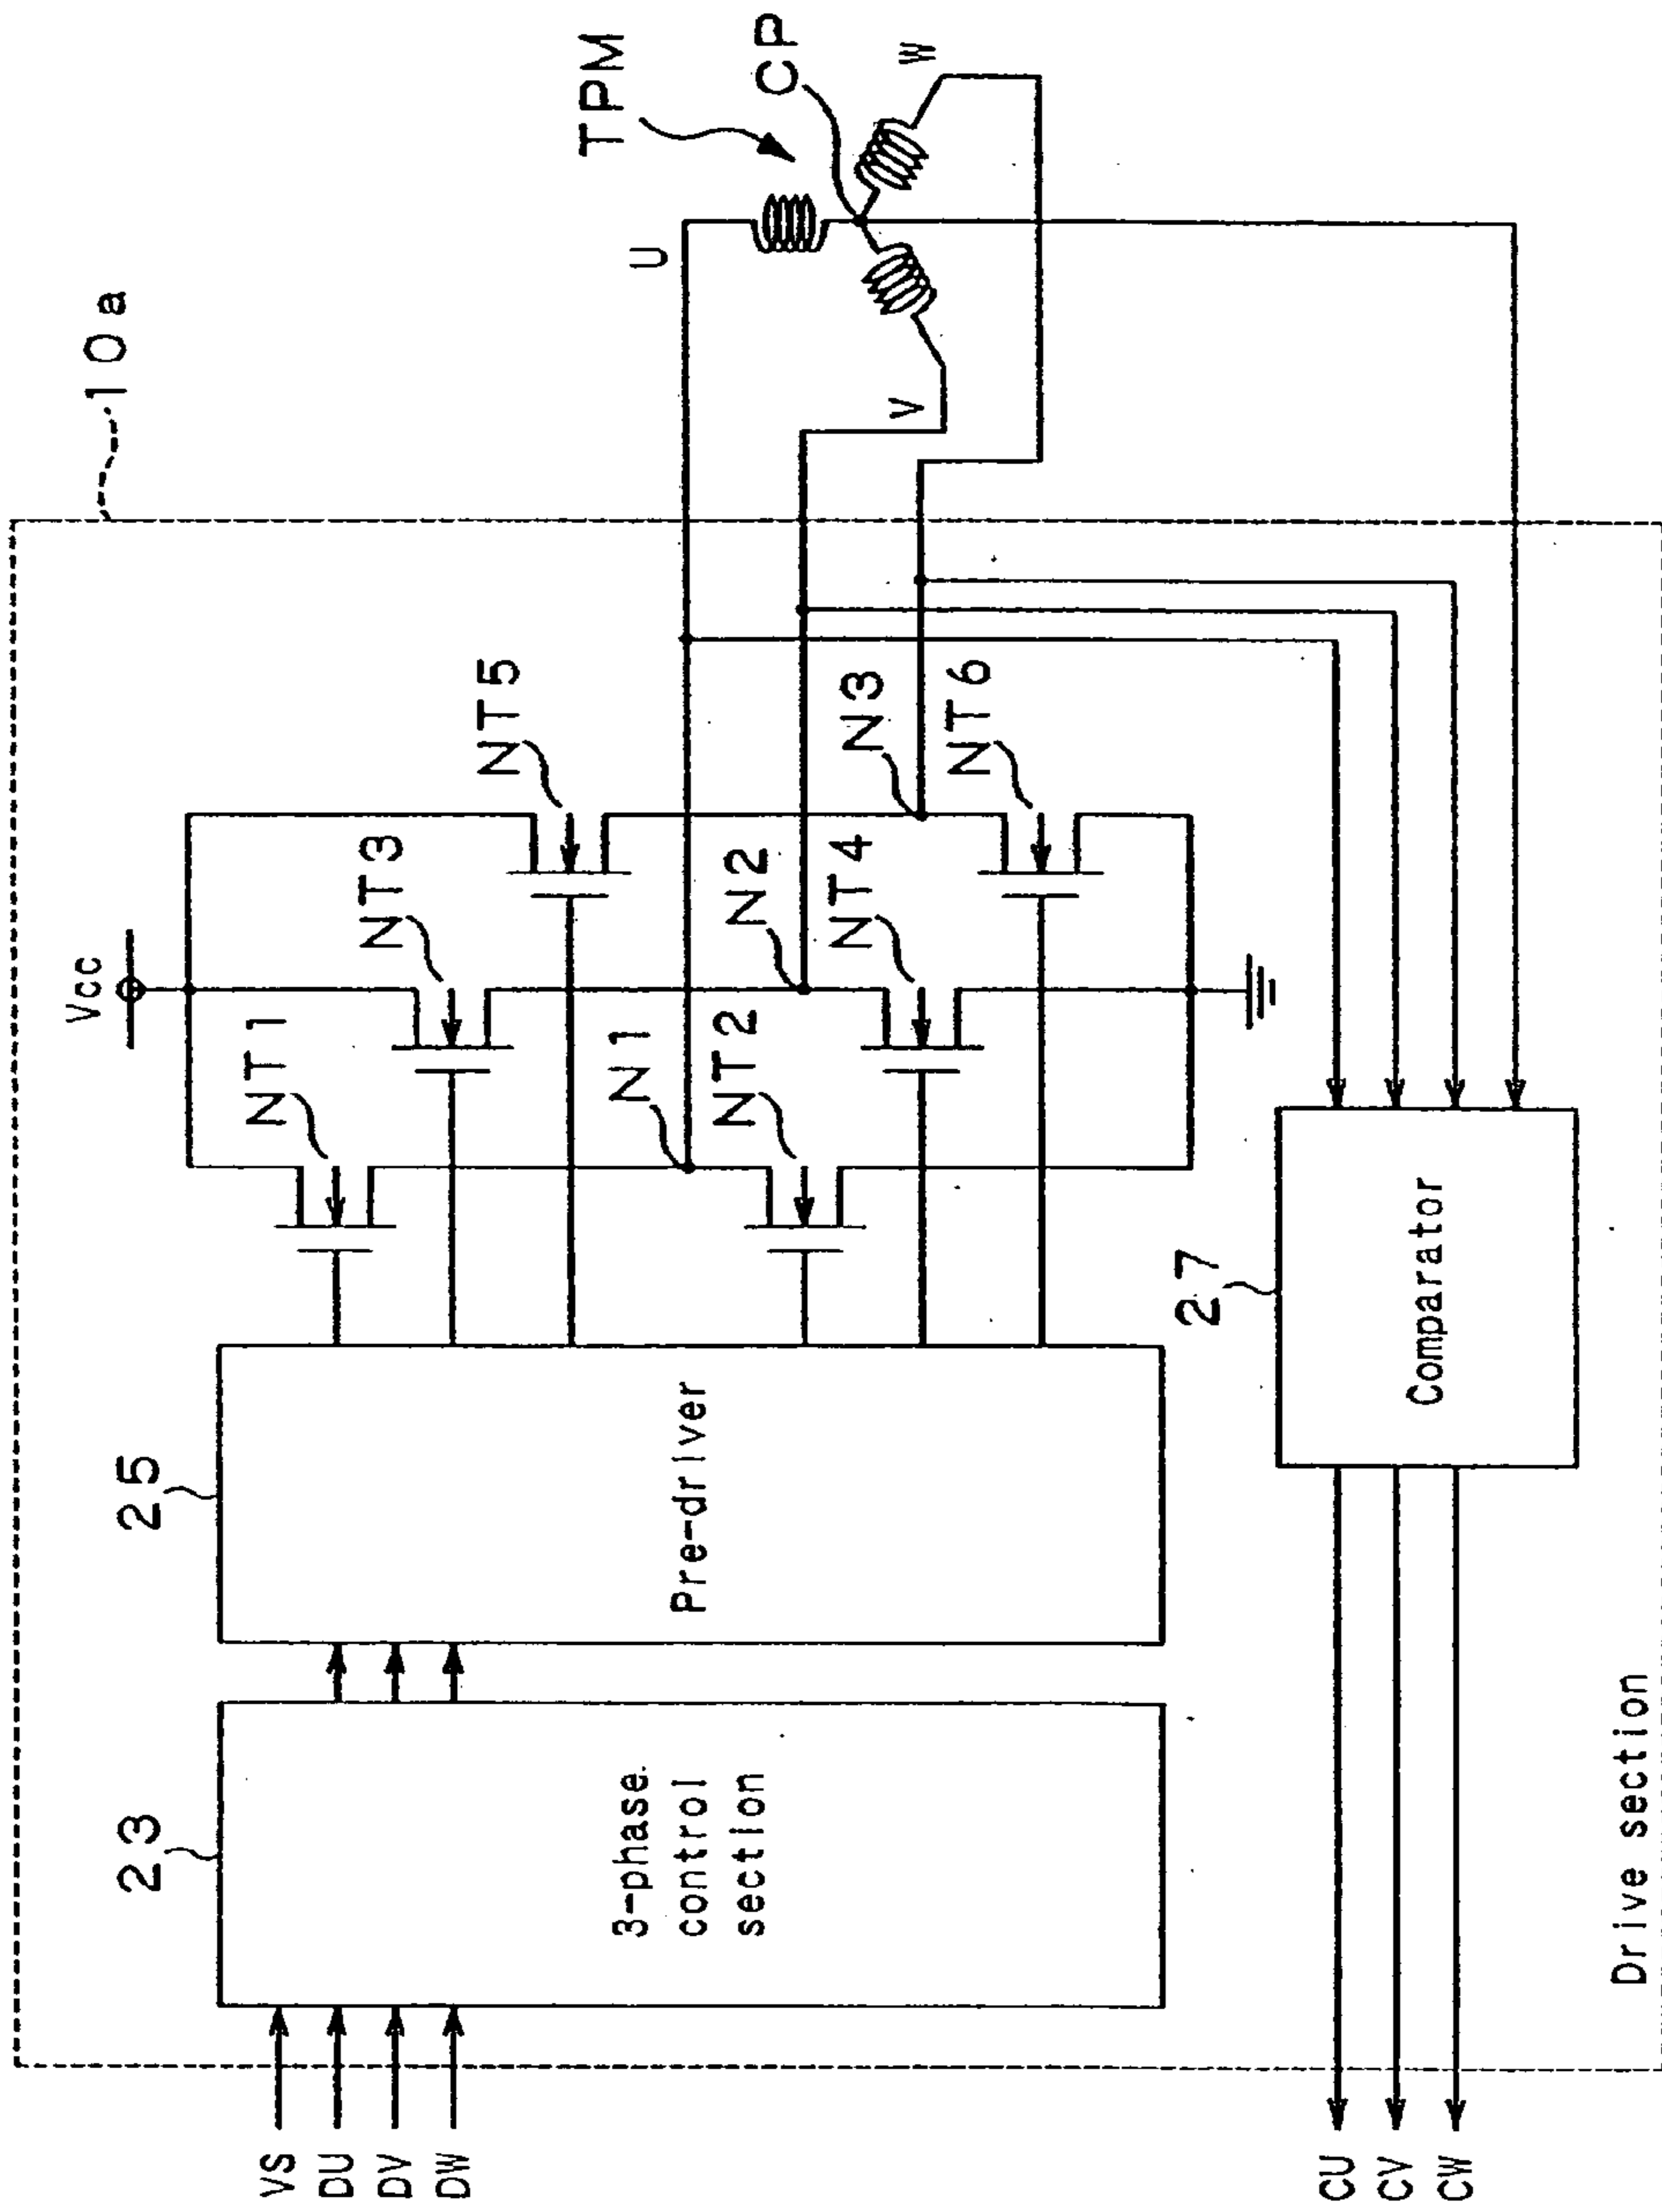 10a
TPM
CP
U
V
W
Vcc
NT1
NT3
NT5
N1
N2
N3
NT2
NT4
NT6
23
3-phase
control
section
25
Pre-driver
27
Comparator
VS
DU
DV
DW
CU
CV
CW
Drive section